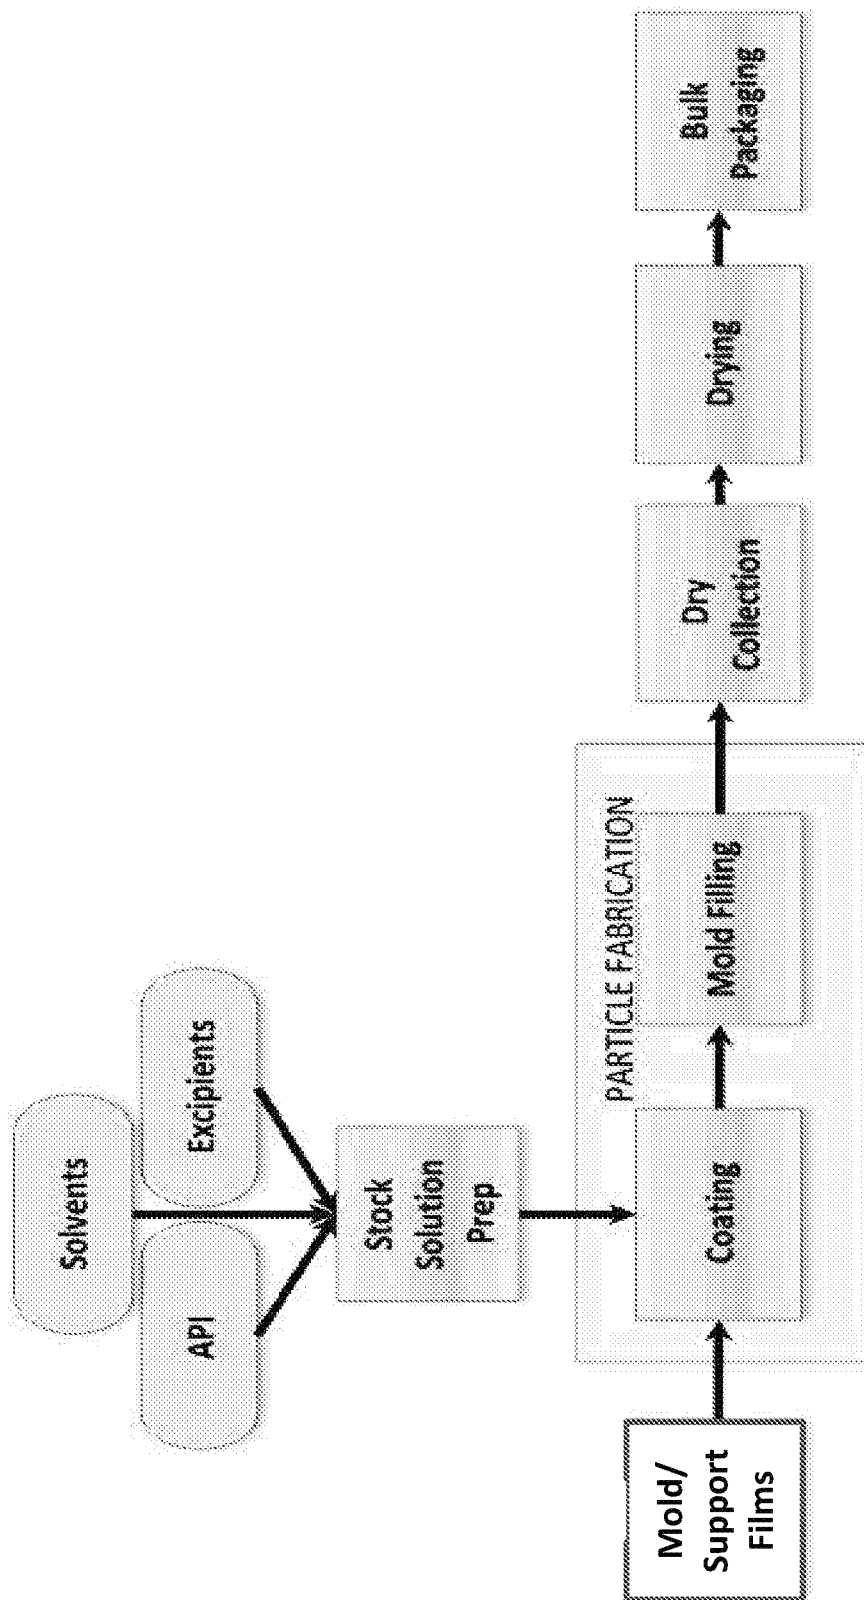 Solvents
API
Excipients
Stock
Solution
Prep
PARTICLE FABRICATION
Mold/
Support
Films
Coating
Mold Filling
Dry
Collection
Drying
Bulk
Packaging